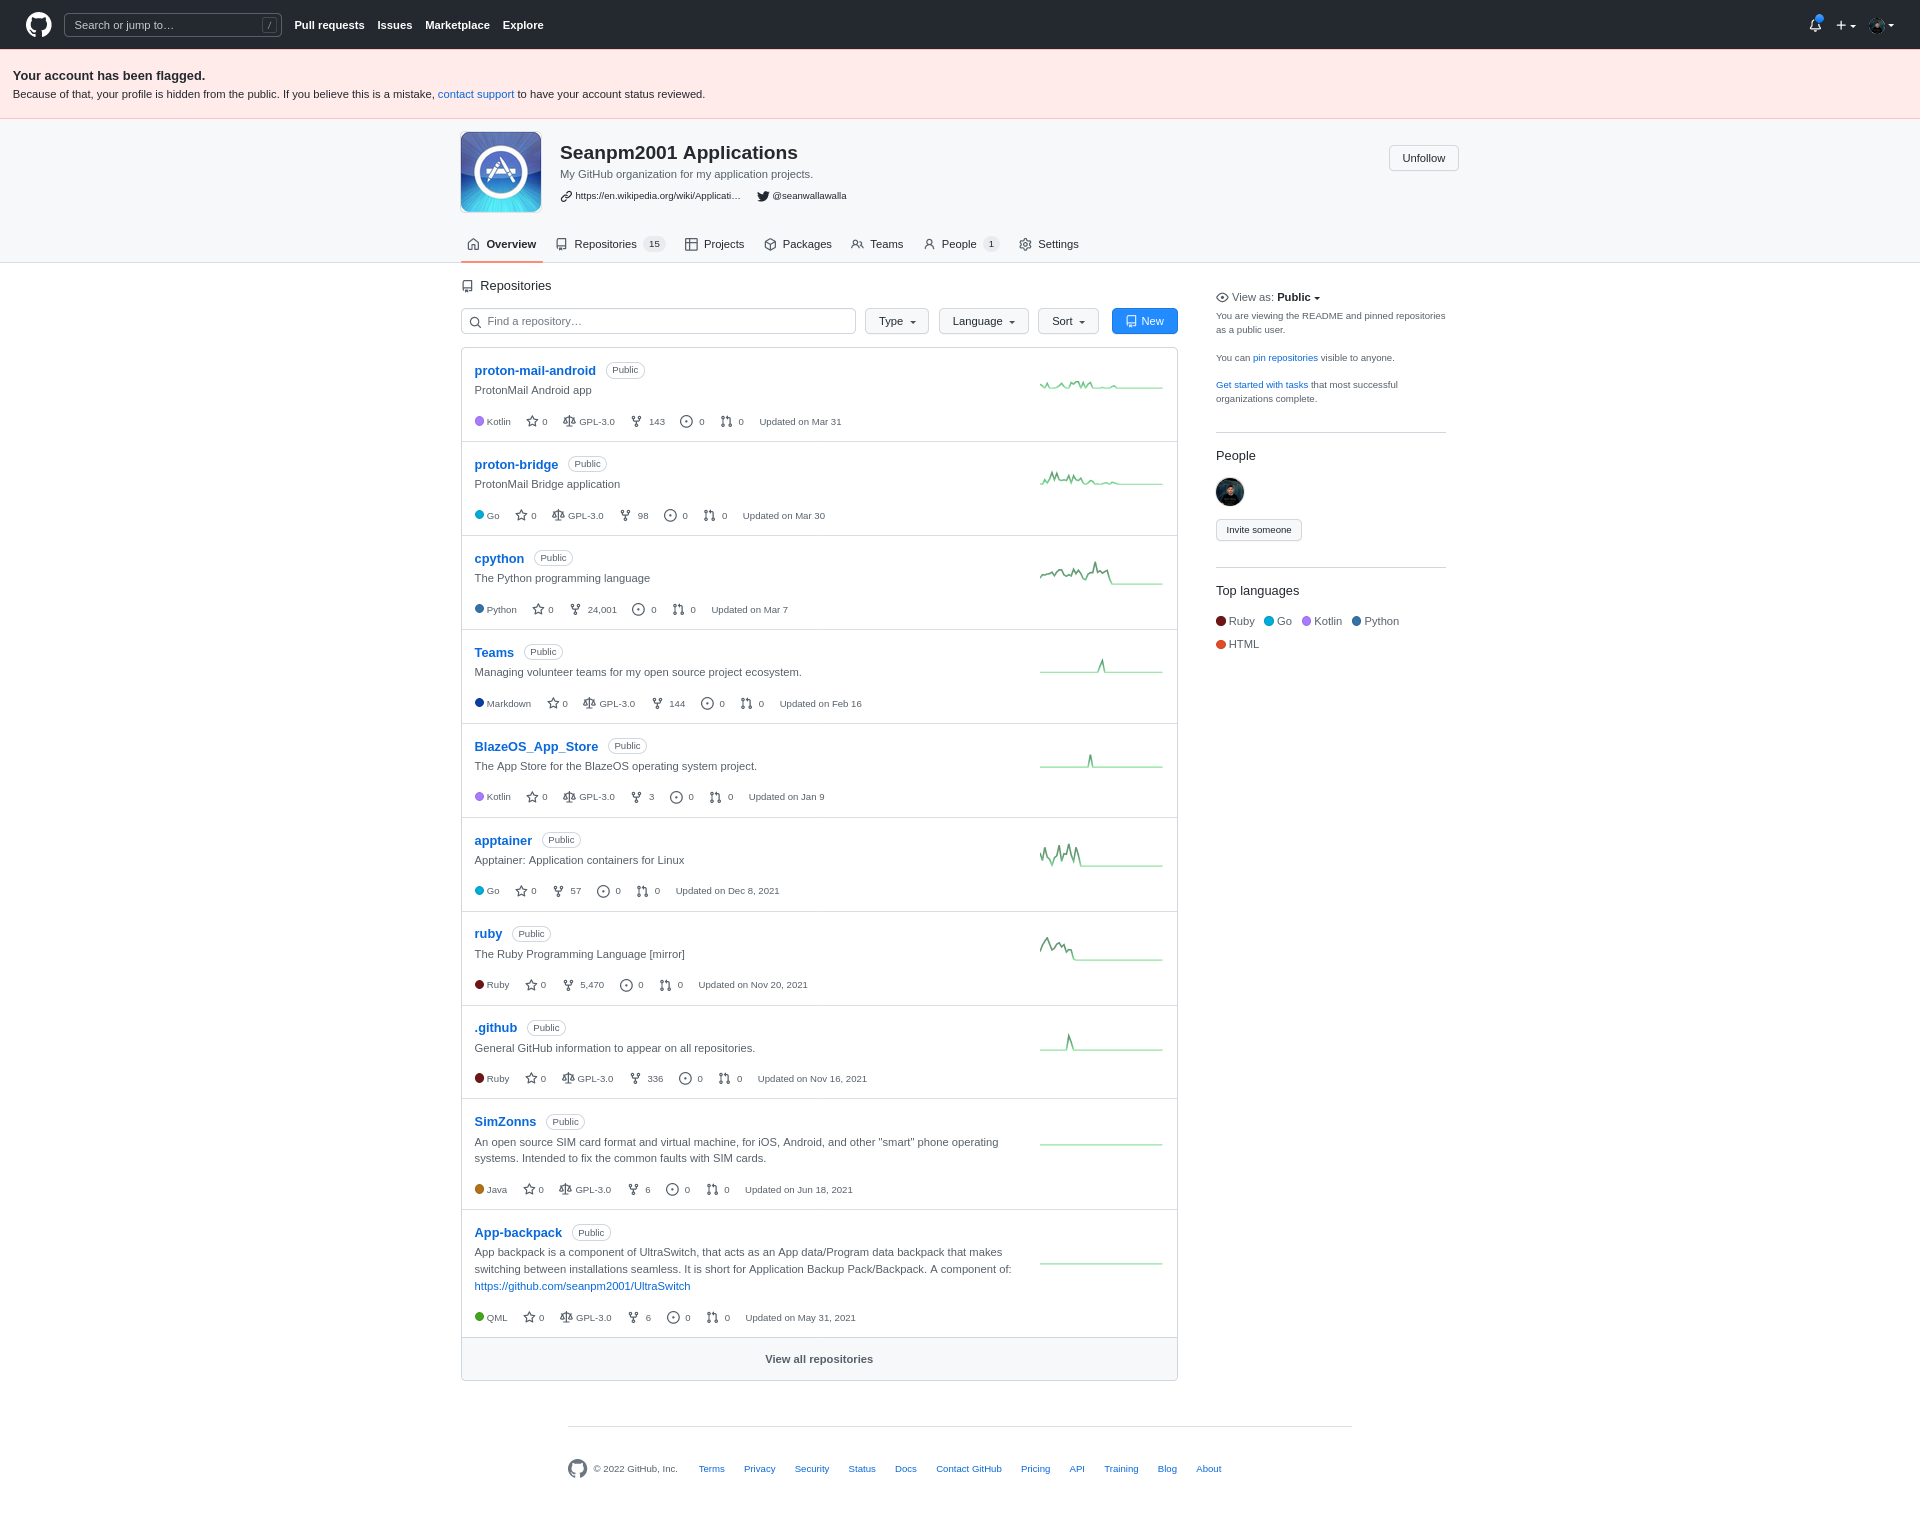 Search or jump to…
/
Pull requests Issues Marketplace Explore
Your account has been flagged.
Because of that, your profile is hidden from the public. If you believe this is a mistake, contact support to have your account status reviewed.
Seanpm2001 Applications
My GitHub organization for my application projects.
https://en.wikipedia.org/wiki/Applicati… @seanwallawalla
Unfollow
Overview Repositories 15 Projects Packages Teams People 1 Settings
Repositories
Find a repository… Type Language Sort New
proton-mail-android Public
ProtonMail Android app
Kotlin 0 GPL-3.0 143 0 0 Updated on Mar 31
proton-bridge Public
ProtonMail Bridge application
Go 0 GPL-3.0 98 0 0 Updated on Mar 30
cpython Public
The Python programming language
Python 0 24,001 0 0 Updated on Mar 7
Teams Public
Managing volunteer teams for my open source project ecosystem.
Markdown 0 GPL-3.0 144 0 0 Updated on Feb 16
BlazeOS_App_Store Public
The App Store for the BlazeOS operating system project.
Kotlin 0 GPL-3.0 3 0 0 Updated on Jan 9
apptainer Public
Apptainer: Application containers for Linux
Go 0 57 0 0 Updated on Dec 8, 2021
ruby Public
The Ruby Programming Language [mirror]
Ruby 0 5,470 0 0 Updated on Nov 20, 2021
.github Public
General GitHub information to appear on all repositories.
Ruby 0 GPL-3.0 336 0 0 Updated on Nov 16, 2021
SimZonns Public
An open source SIM card format and virtual machine, for iOS, Android, and other "smart" phone operating
systems. Intended to fix the common faults with SIM cards.
Java 0 GPL-3.0 6 0 0 Updated on Jun 18, 2021
App-backpack Public
App backpack is a component of UltraSwitch, that acts as an App data/Program data backpack that makes
switching between installations seamless. It is short for Application Backup Pack/Backpack. A component of:
https://github.com/seanpm2001/UltraSwitch
QML 0 GPL-3.0 6 0 0 Updated on May 31, 2021
View all repositories
View as: Public
You are viewing the README and pinned repositories
as a public user.
You can pin repositories visible to anyone.
Get started with tasks that most successful
organizations complete.
People
Invite someone
Top languages
Ruby Go Kotlin Python
HTML
© 2022 GitHub, Inc. Terms Privacy Security Status Docs Contact GitHub Pricing API Training Blog About